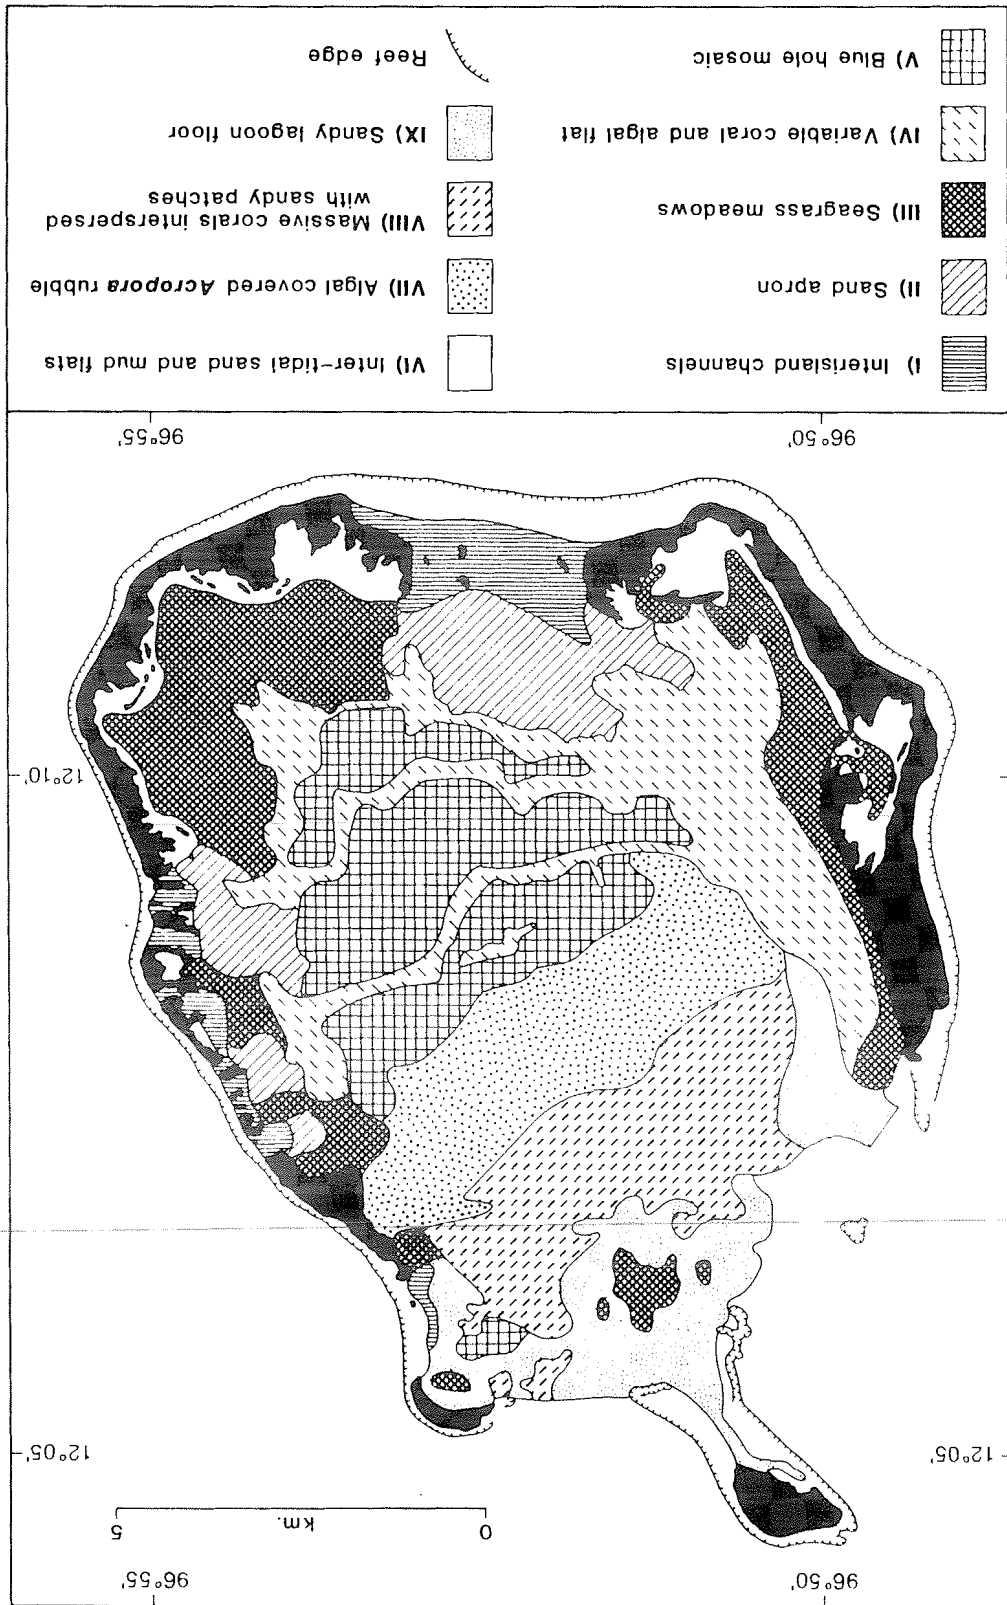 96°50' 96°55'
0 km. 5
12°05' 12°05'
12°10' 12°10'
96°50' 96°55'
I) Interisland channels
II) Sand apron
III) Seagrass meadows
IV) Variable coral and algal flat
V) Blue hole mosaic
VI) Inter-tidal sand and mud flats
VII) Algal covered Acropora rubble
VIII) Massive corals interspersed
with sandy patches
IX) Sandy lagoon floor
Reef edge